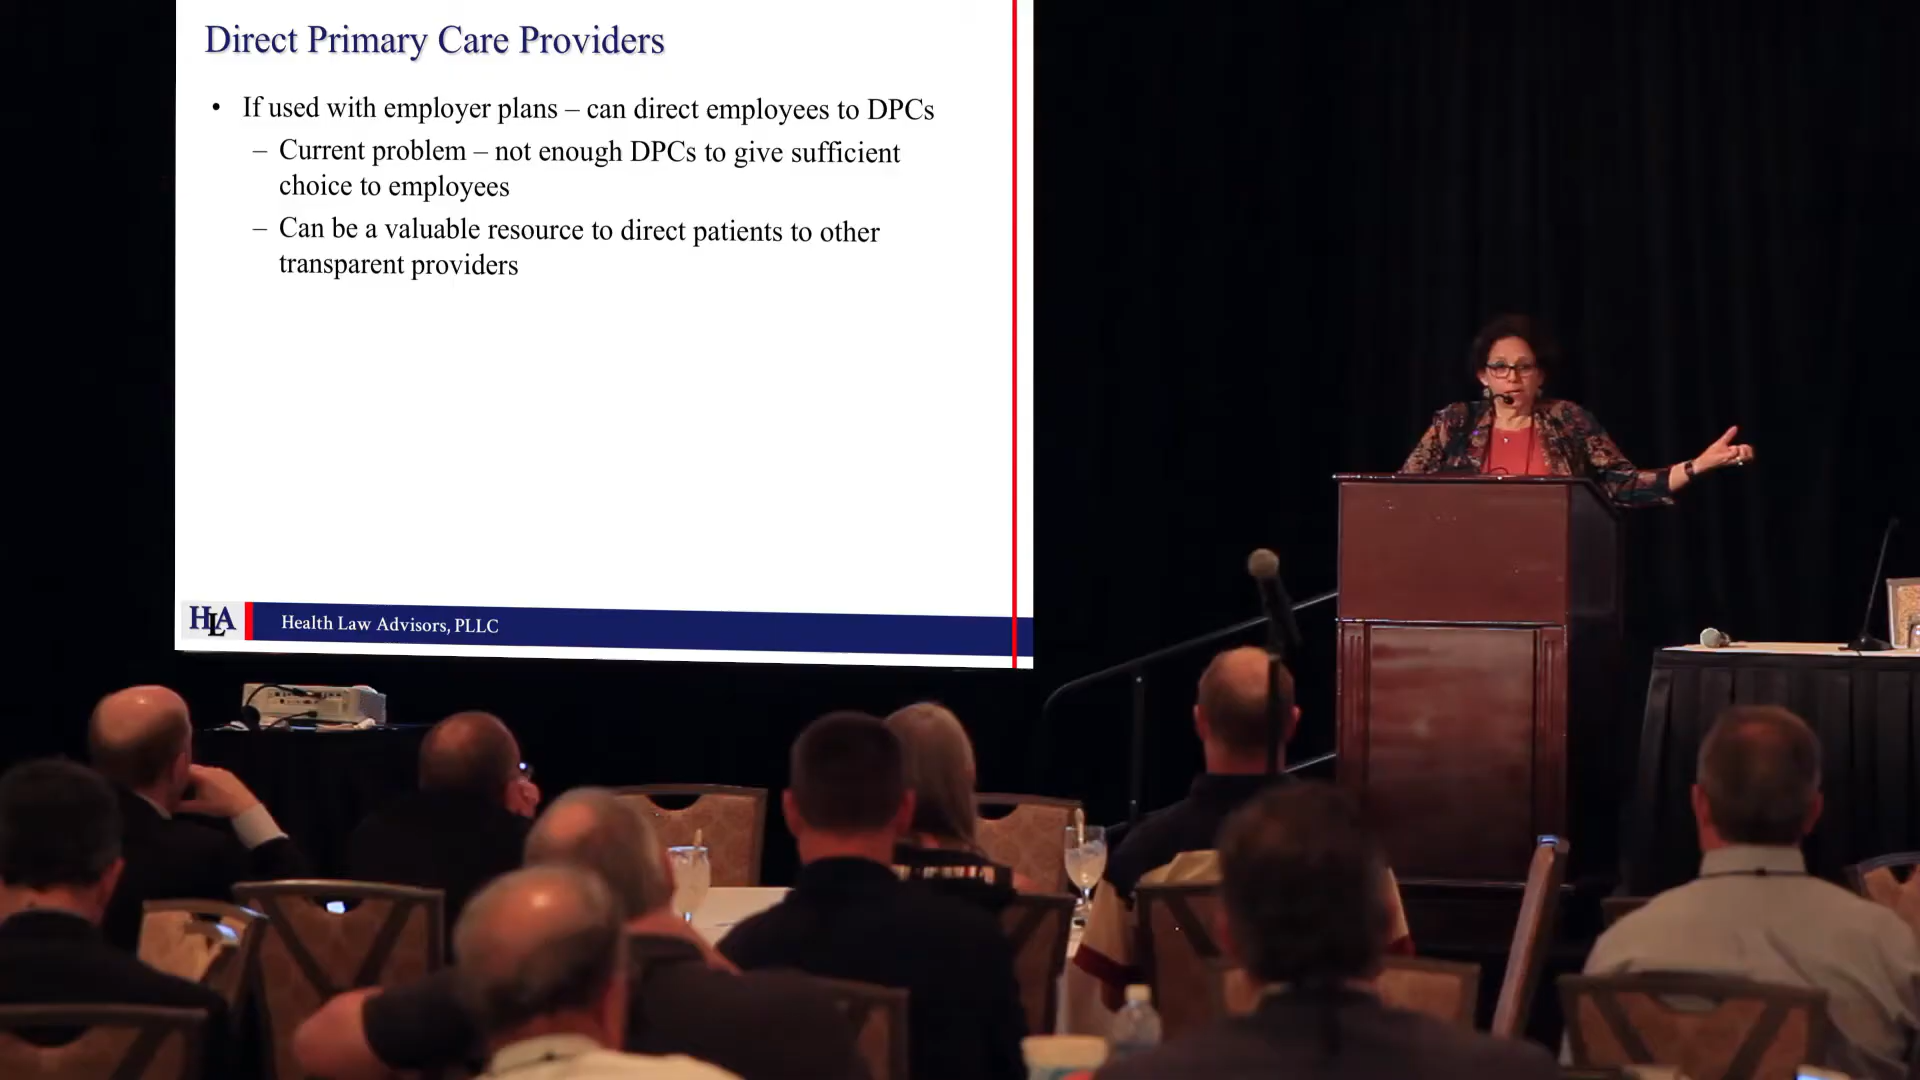 Direct Primary Care Providers
• If used with employer plans – can direct employees to DPCs
– Current problem – not enough DPCs to give sufficient
choice to employees
– Can be a valuable resource to direct patients to other
transparent providers
HLA
Health Law Advisors, PLLC